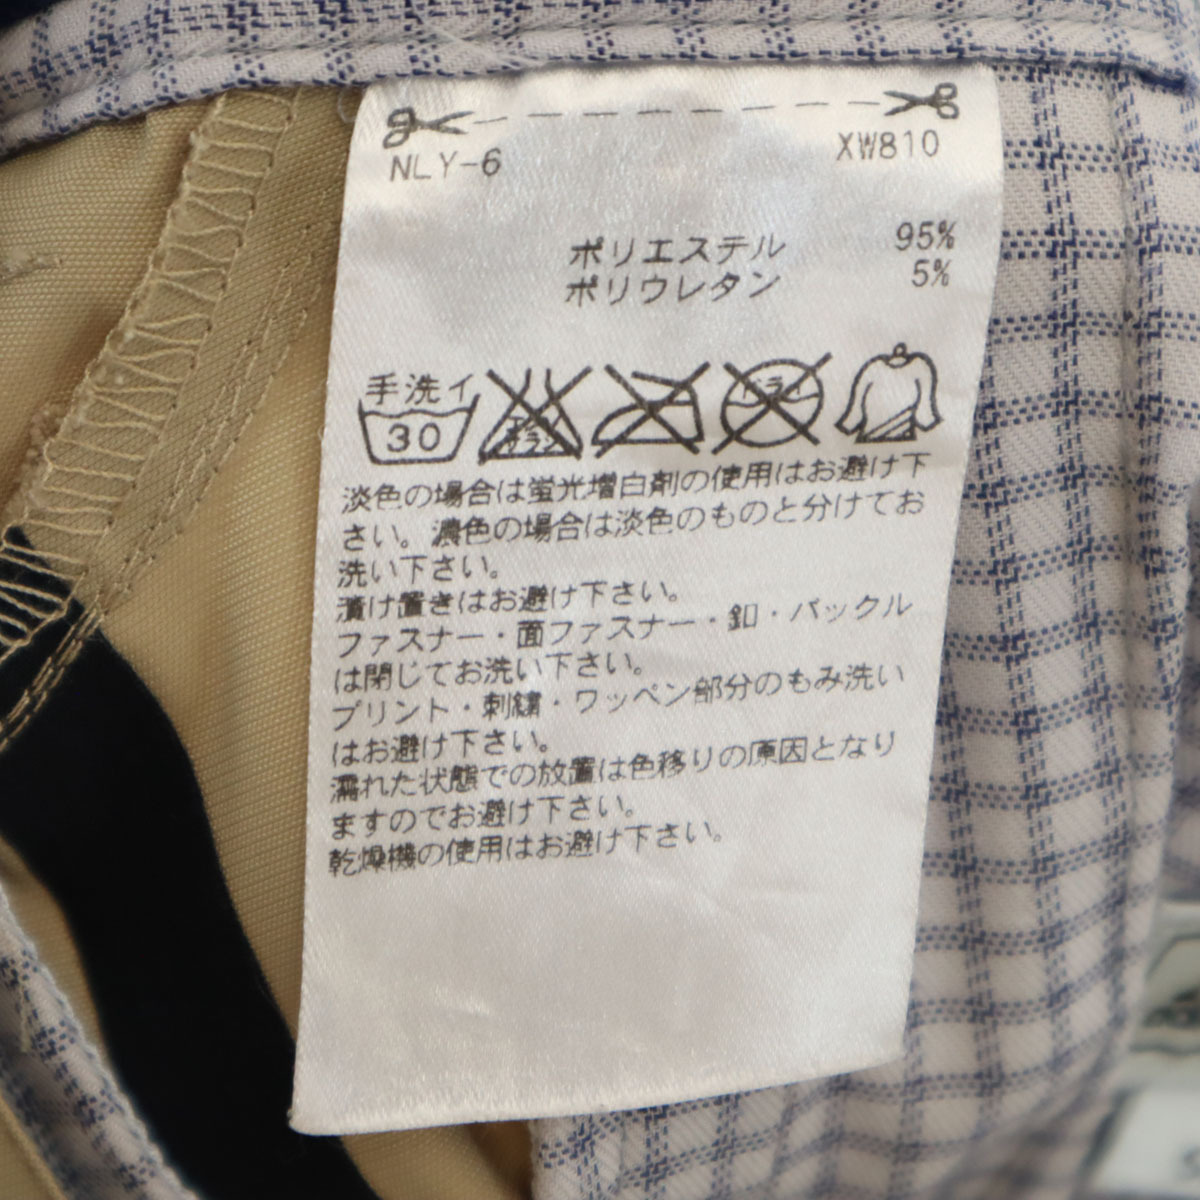 NLY-6 XW810
ポリエステル 95%
ポリウレタン 5%
手洗イ
30
ドライ
淡色の場合は蛍光増白剤の使用はお避け下
さい。濃色の場合は淡色のものと分けてお
洗い下さい。
漬け置きはお避け下さい。
ファスナー・面ファスナー・釦・バックル
は閉じてお洗い下さい。
プリント・刺繍・ワッペン部分のもみ洗い
はお避け下さい。
濡れた状態での放置は色移りの原因となり
ますのでお避け下さい。
乾燥機の使用はお避け下さい。